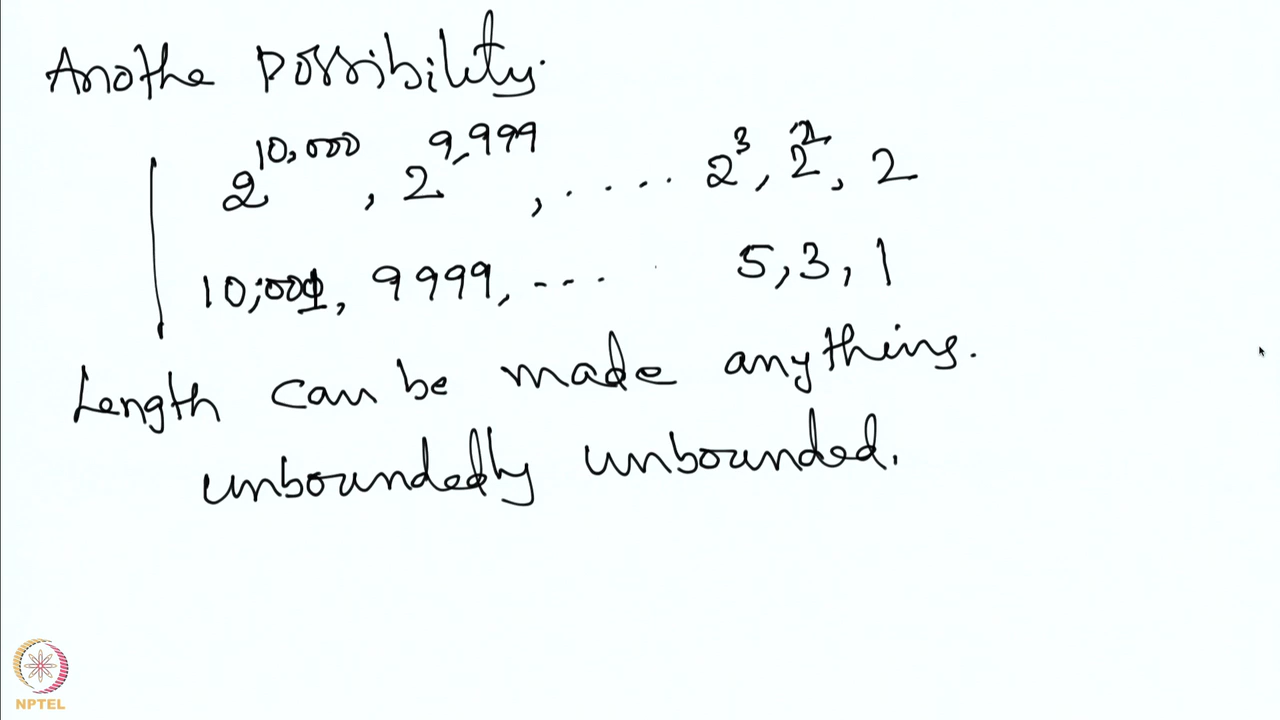 Anothe possibility.
2^10,000, 2^9,999, ..... 2^3, 2^2, 2
10,001, 9999, --- 5, 3, 1
Length can be made anything.
unboundedly unbounded.
NPTEL